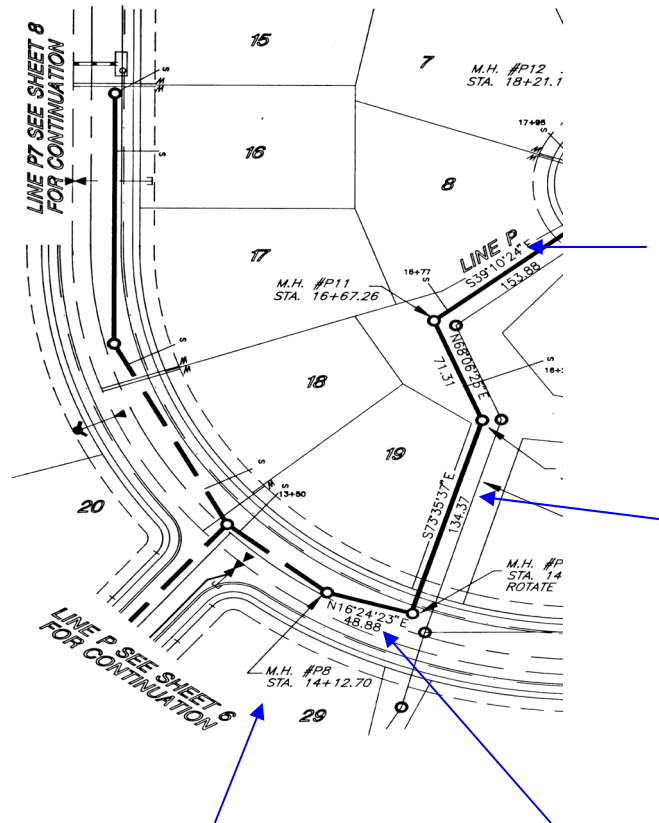 LINE P7 SEE SHEET 8
FOR CONTINUATION
15
7
M.H. #P12
STA. 18+21.1
17+95
S
S
16
8
S
17
LINE P
S39°10'24"E
153.88
M.H. #P11
STA. 16+67.26
16+77
S
N68°06'26"E
71.31
S
16+
18
19
S
S
13+50
20
S73°35'37"E
134.37
M.H. #P
STA. 14
ROTATE
N16°24'23"E
48.88
LINE P SEE SHEET 6
FOR CONTINUATION
M.H. #P8
STA. 14+12.70
29